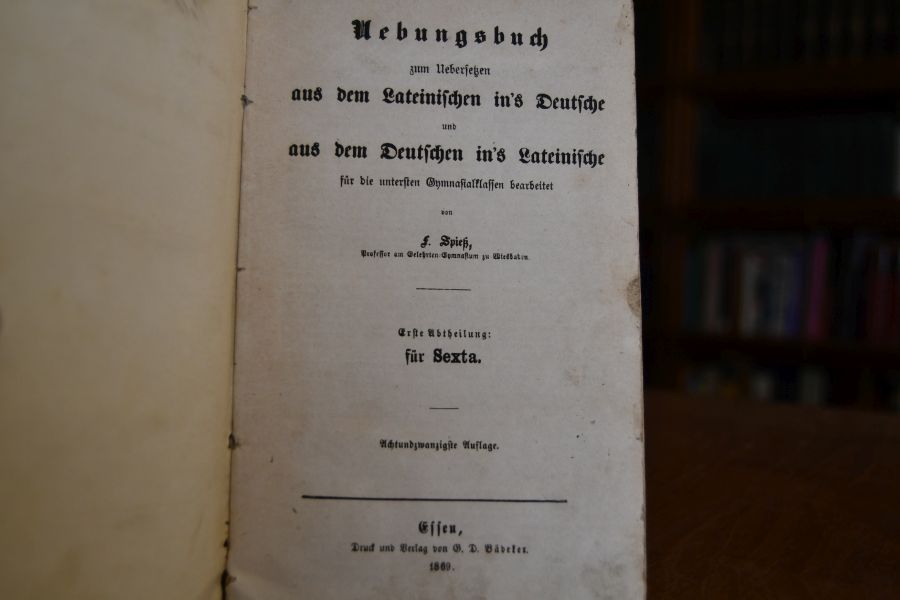 Uebungsbuch
zum Uebersetzen
aus dem Lateinischen in's Deutsche
und
aus dem Deutschen in's Lateinische
für die untersten Gymnasialklassen bearbeitet
von
F. Spieß,
Professor am Gelehrten-Gymnasium zu Wiesbaden.
Erste Abtheilung:
für Sexta.
Achtundzwanzigste Auflage.
Essen,
Druck und Verlag von G. D. Bädeker.
1869.